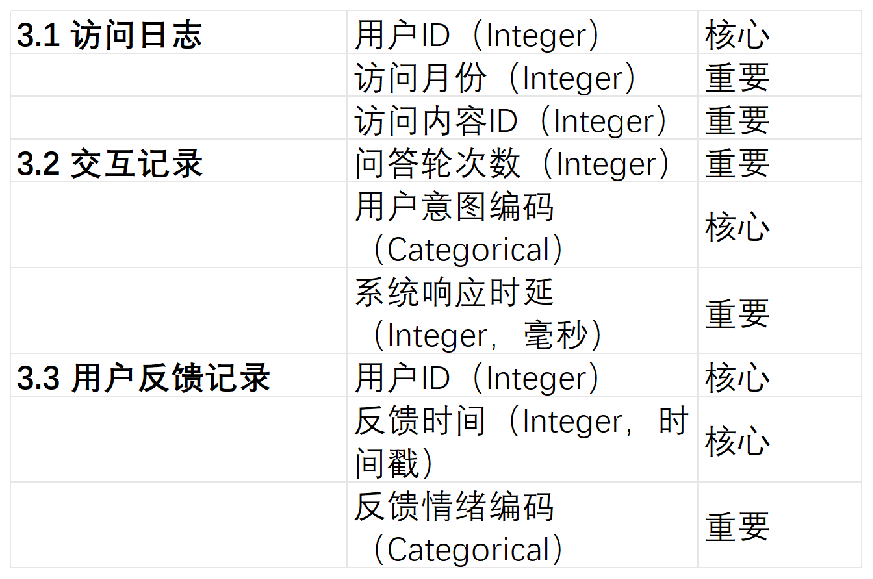 3.1 访问日志 用户ID（Integer） 核心
访问月份（Integer） 重要
访问内容ID（Integer） 重要
3.2 交互记录 问答轮次数（Integer） 重要
用户意图编码
（Categorical） 核心
系统响应时延
（Integer，毫秒） 重要
3.3 用户反馈记录 用户ID（Integer） 核心
反馈时间（Integer，时
间戳） 核心
反馈情绪编码
（Categorical） 重要